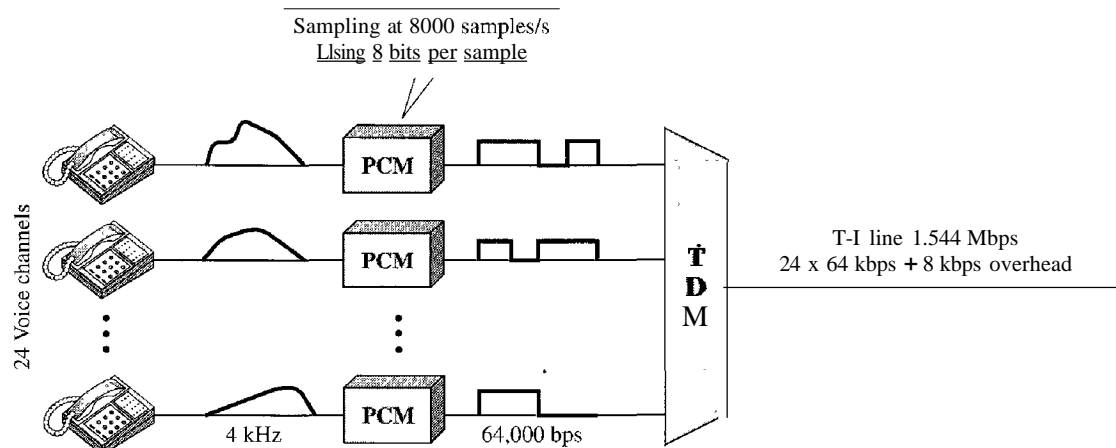 Sampling at 8000 samples/s
Llsing 8 bits per sample
24 Voice channels
PCM
PCM
PCM
4 kHz
64,000 bps
T
D
M
T-I line 1.544 Mbps
24 x 64 kbps + 8 kbps overhead